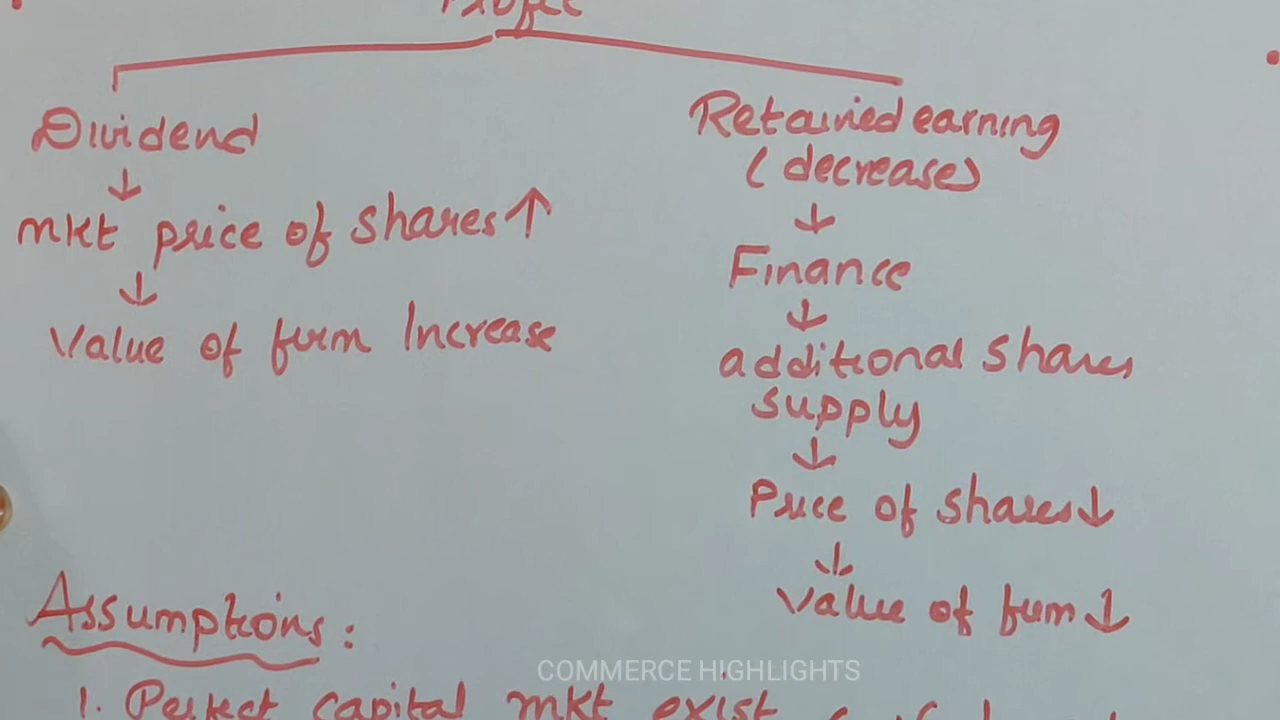 Profit
Dividend
↓
mkt price of shares ↑
↓
Value of firm Increase
Retained earning
(decrease)
↓
Finance
↓
additional shares
supply
↓
Price of shares ↓
↓
Value of firm ↓
Assumptions:
1. Perfect capital mkt exist
COMMERCE HIGHLIGHTS